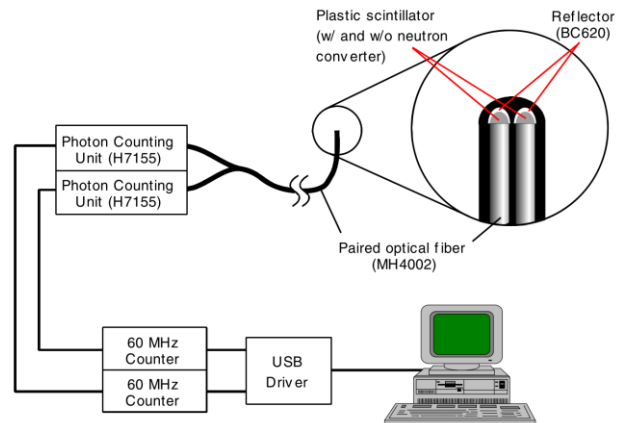 Plastic scintillator
(w/ and w/o neutron
converter)
Reflector
(BC620)
Photon Counting
Unit (H7155)
Photon Counting
Unit (H7155)
Paired optical fiber
(MH4002)
60 MHz
Counter
60 MHz
Counter
USB
Driver